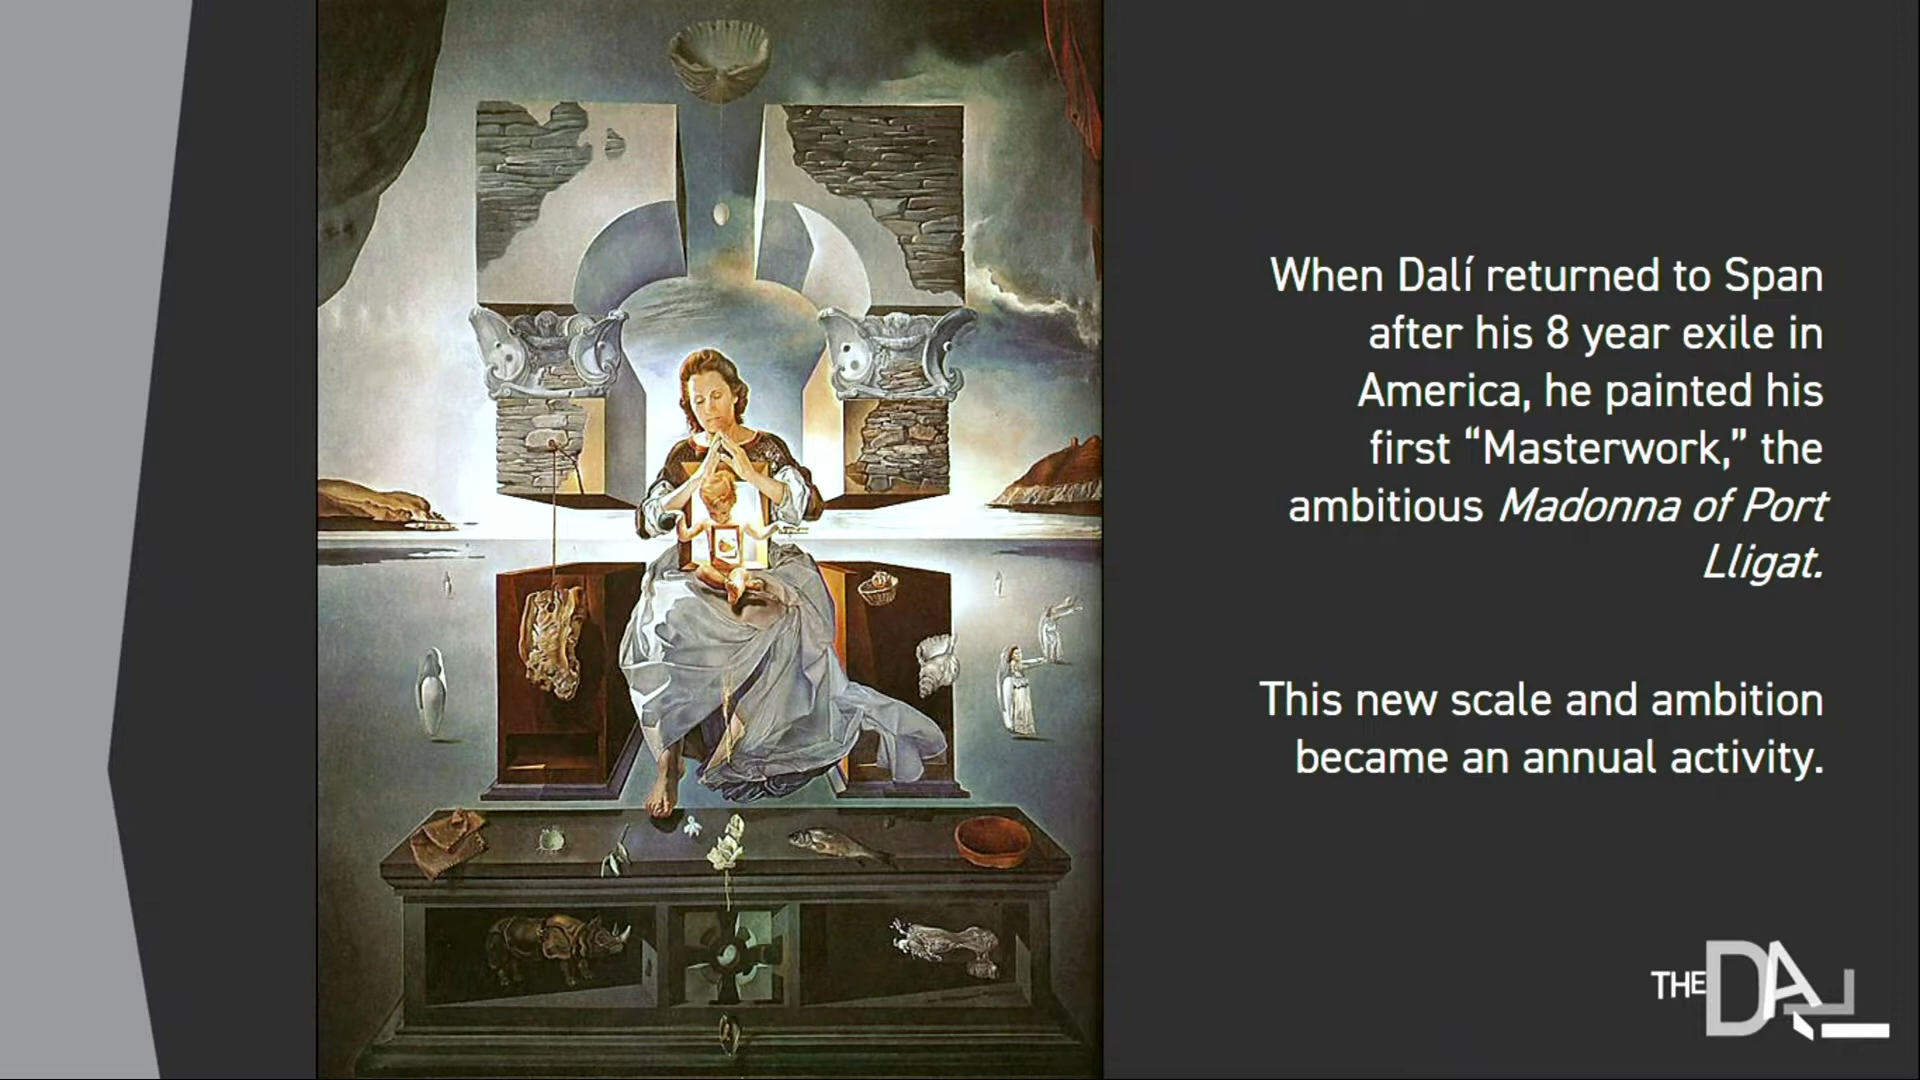 When Dalí returned to Span
after his 8 year exile in
America, he painted his
first “Masterwork,” the
ambitious Madonna of Port
Lligat.
This new scale and ambition
became an annual activity.
THE DALÍ